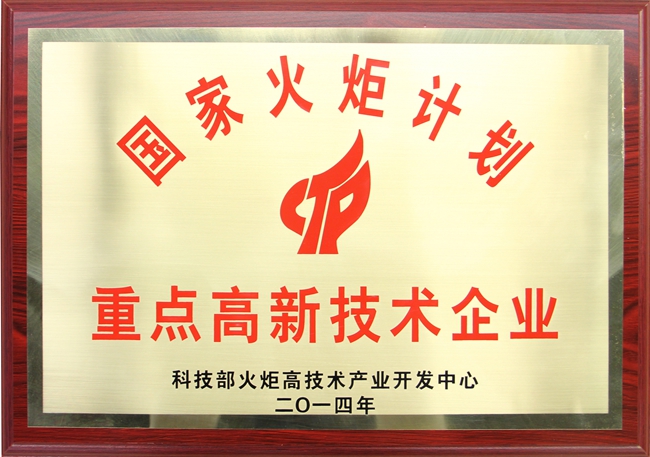 国家火炬计划
重点高新技术企业
科技部火炬高技术产业开发中心
二〇一四年